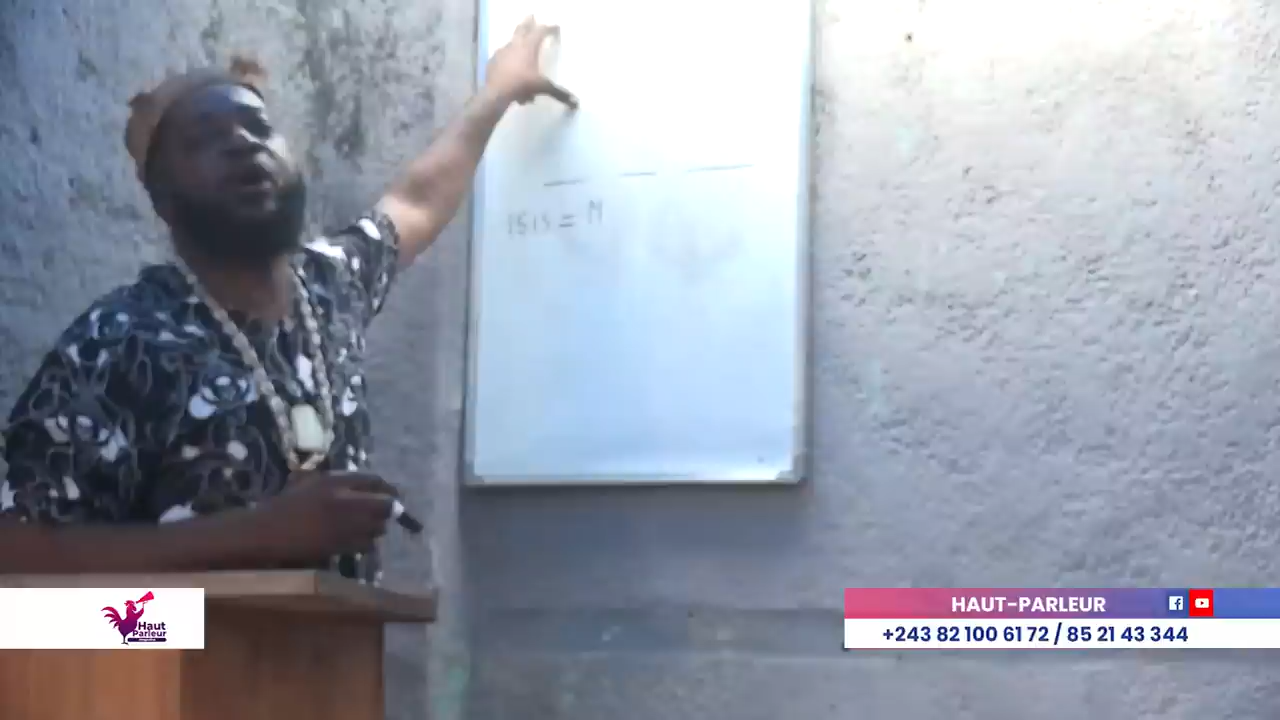 ISIS = M
Haut
Parleur
HAUT-PARLEUR
+243 82 100 61 72 / 85 21 43 344